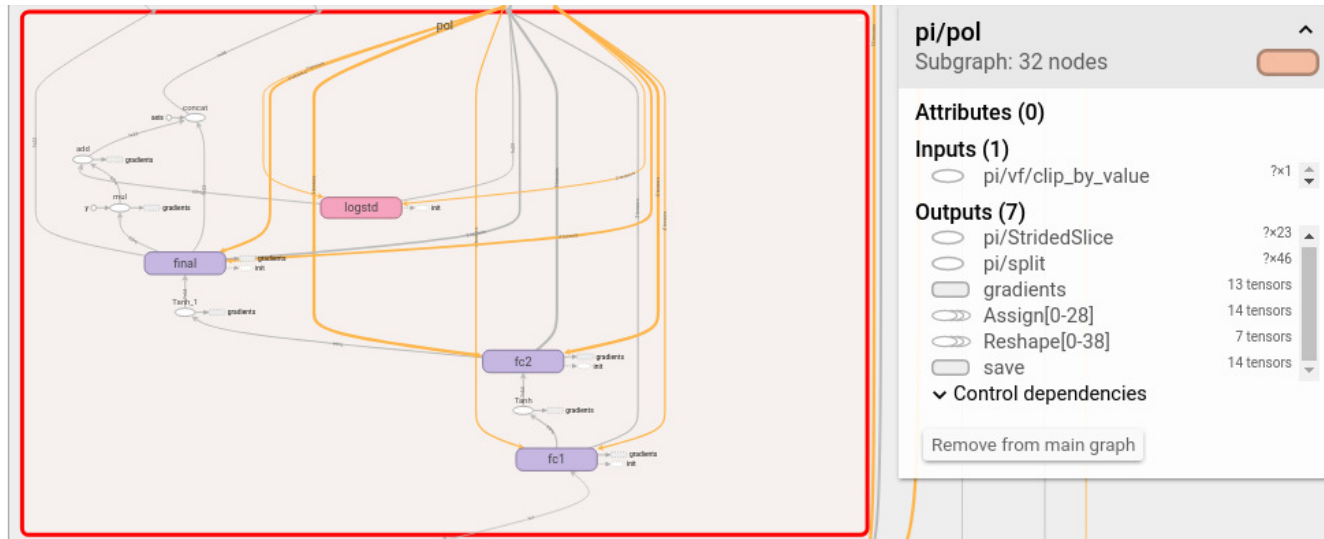 pol
concat
axis
add
gradients
mul
y
gradients
logstd
init
final
gradients
init
Tanh_1
gradients
fc2
gradients
init
Tanh
gradients
fc1
gradients
init
pi/pol
Subgraph: 32 nodes
Attributes (0)
Inputs (1)
pi/vf/clip_by_value ?×1
Outputs (7)
pi/StridedSlice ?×23
pi/split ?×46
gradients 13 tensors
Assign[0-28] 14 tensors
Reshape[0-38] 7 tensors
save 14 tensors
Control dependencies
Remove from main graph